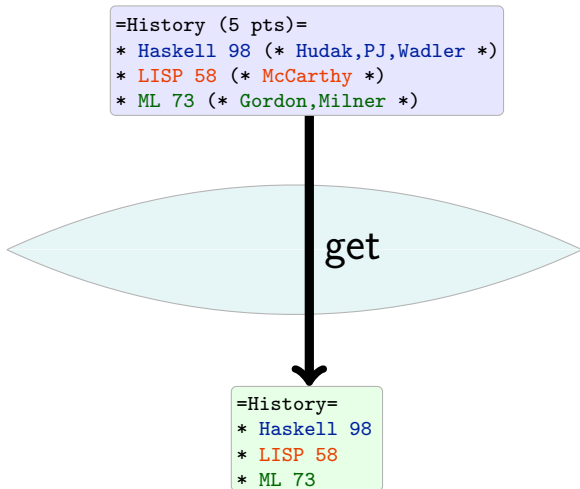 =History (5 pts)=
* Haskell 98 (* Hudak,PJ,Wadler *)
* LISP 58 (* McCarthy *)
* ML 73 (* Gordon,Milner *)
get
=History=
* Haskell 98
* LISP 58
* ML 73